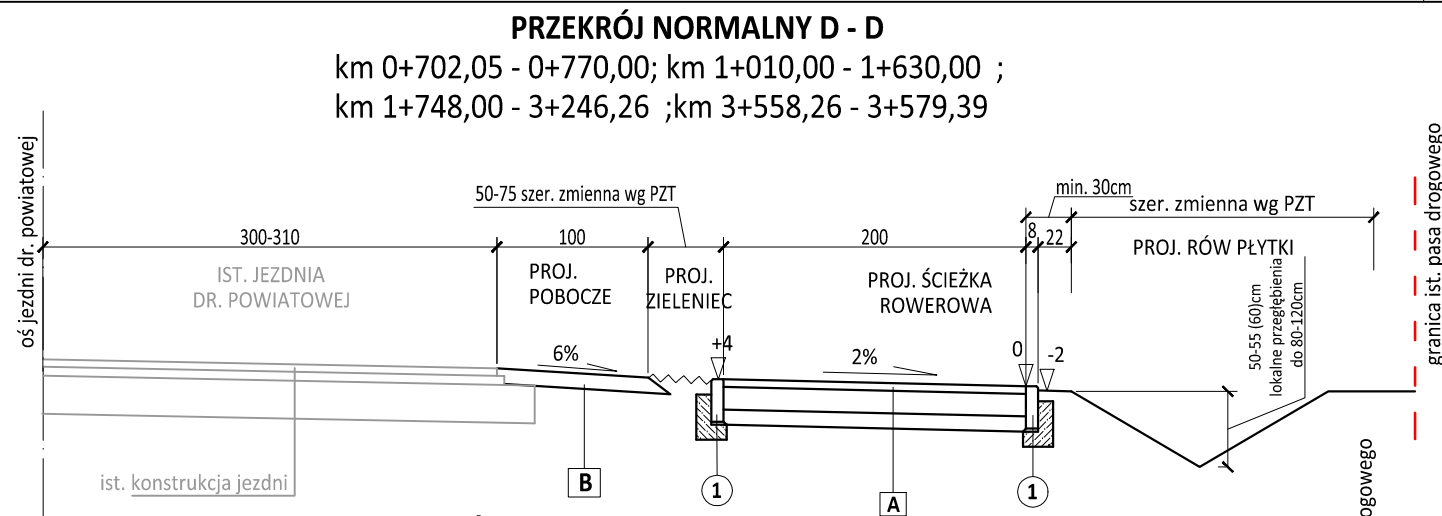 PRZEKRÓJ NORMALNY D - D
km 0+702,05 - 0+770,00; km 1+010,00 - 1+630,00 ;
km 1+748,00 - 3+246,26 ;km 3+558,26 - 3+579,39
oś jezdni dr. powiatowej
granica ist. pasa drogowego
50-75 szer. zmienna wg PZT
min. 30cm
szer. zmienna wg PZT
300-310
100
200
8
22
IST. JEZDNIA
DR. POWIATOWEJ
PROJ.
POBOCZE
PROJ.
ZIELENIEC
PROJ. ŚCIEŻKA
ROWEROWA
PROJ. RÓW PŁYTKI
50-55 (60)cm
lokalne przegłębienia
do 80-120cm
6%
+4
2%
0
-2
ist. konstrukcja jezdni
B
1
A
1
ogowego